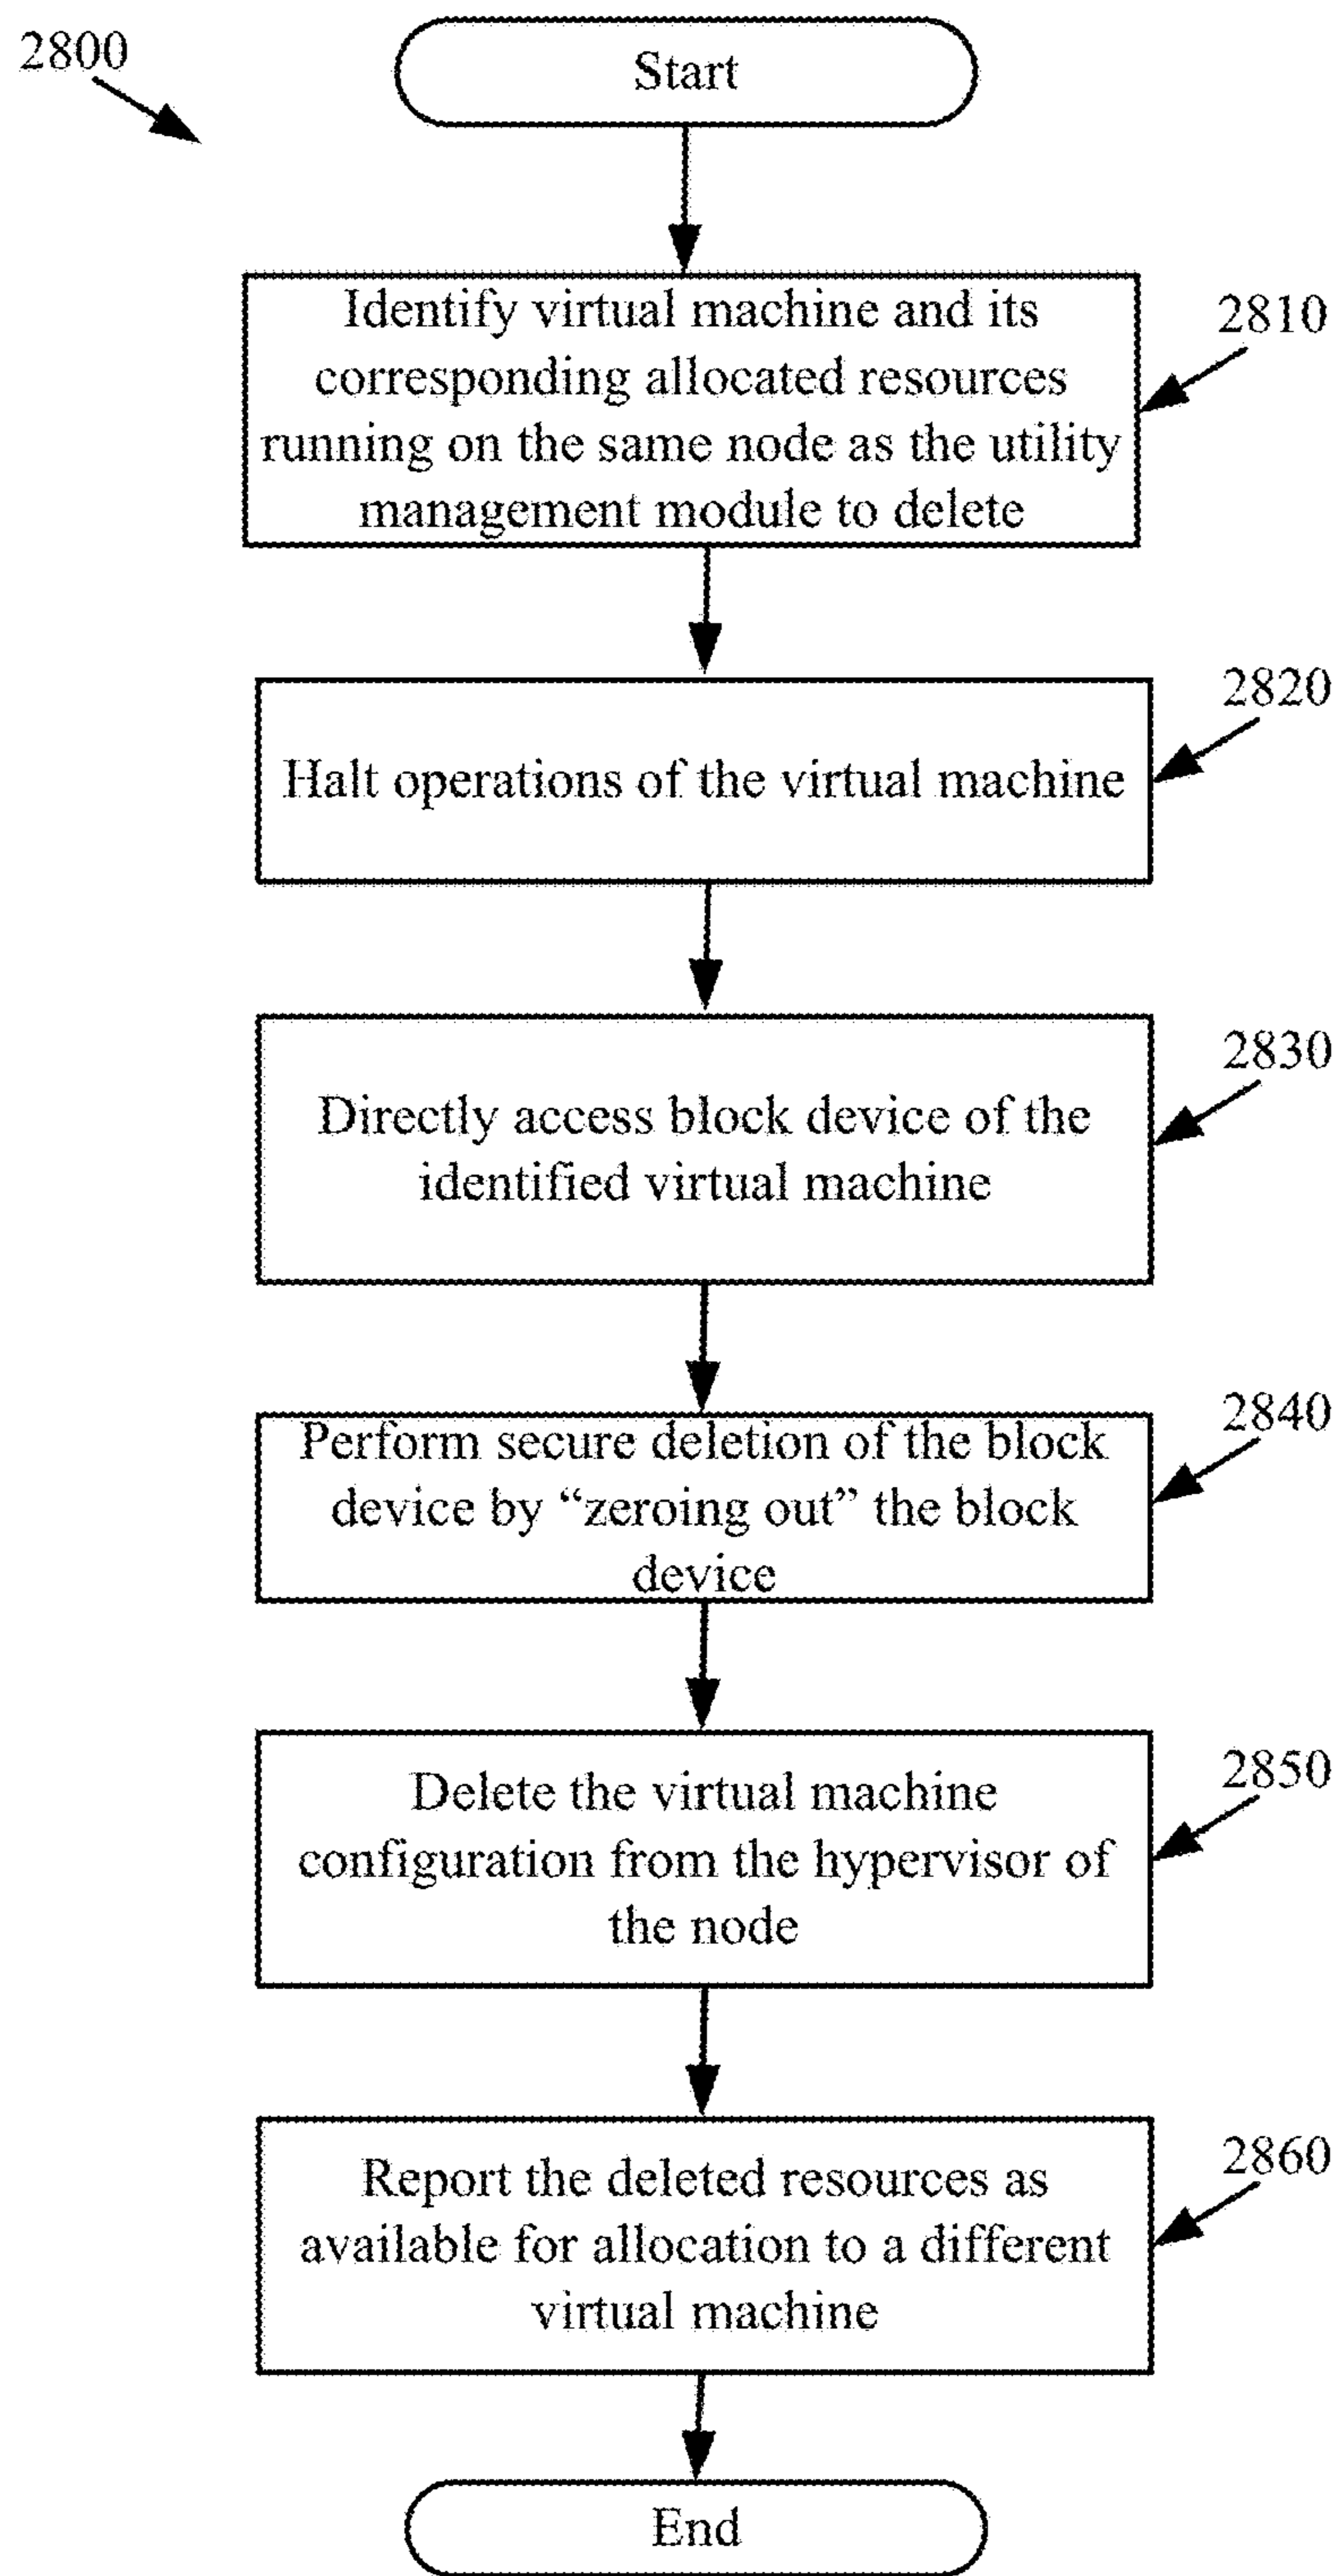 2800
Start
Identify virtual machine and its
corresponding allocated resources
running on the same node as the utility
management module to delete
2810
Halt operations of the virtual machine
2820
Directly access block device of the
identified virtual machine
2830
Perform secure deletion of the block
device by “zeroing out” the block
device
2840
Delete the virtual machine
configuration from the hypervisor of
the node
2850
Report the deleted resources as
available for allocation to a different
virtual machine
2860
End